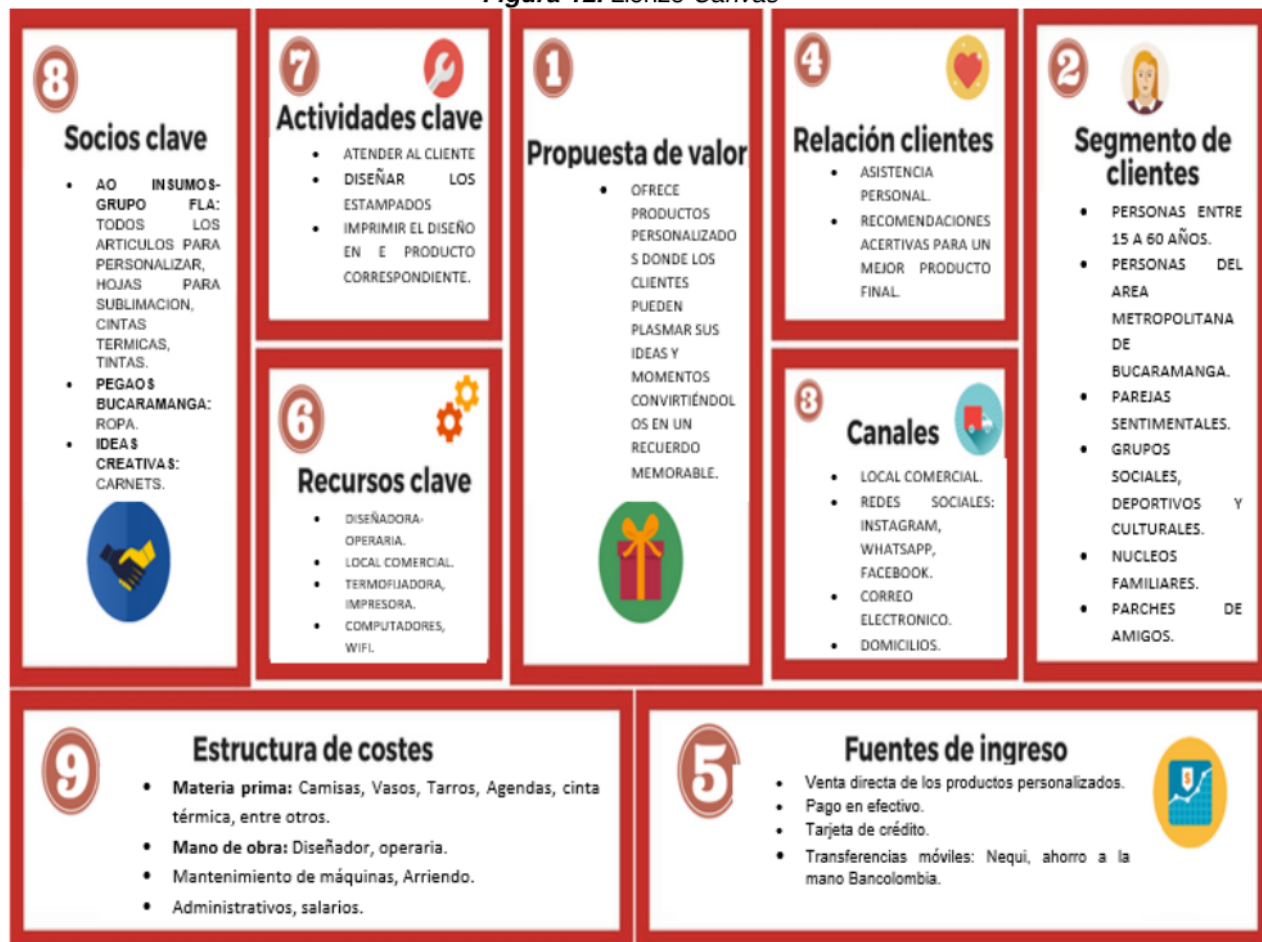 Figura 12. Lienzo Canvas
8
Socios clave
• AO INSUMOS-
GRUPO FLA:
TODOS LOS
ARTICULOS PARA
PERSONALIZAR,
HOJAS PARA
SUBLIMACION,
CINTAS
TERMICAS,
TINTAS.
• PEGAOS
BUCARAMANGA:
ROPA.
• IDEAS
CREATIVAS:
CARNETS.
7
Actividades clave
• ATENDER AL CLIENTE
• DISEÑAR LOS
ESTAMPADOS
• IMPRIMIR EL DISEÑO
EN E PRODUCTO
CORRESPONDIENTE.
6
Recursos clave
• DISEÑADORA-
OPERARIA.
• LOCAL COMERCIAL.
• TERMOFIJADORA,
IMPRESORA.
• COMPUTADORES,
WIFI.
1
Propuesta de valor
• OFRECE
PRODUCTOS
PERSONALIZADO
S DONDE LOS
CLIENTES
PUEDEN
PLASMAR SUS
IDEAS Y
MOMENTOS
CONVIRTIÉNDOL
OS EN UN
RECUERDO
MEMORABLE.
4
Relación clientes
• ASISTENCIA
PERSONAL.
• RECOMENDACIONES
ACERTIVAS PARA UN
MEJOR PRODUCTO
FINAL.
3
Canales
• LOCAL COMERCIAL.
• REDES SOCIALES:
INSTAGRAM,
WHATSAPP,
FACEBOOK.
• CORREO
ELECTRONICO.
• DOMICILIOS.
2
Segmento de
clientes
• PERSONAS ENTRE
15 A 60 AÑOS.
• PERSONAS DEL
AREA
METROPOLITANA
DE
BUCARAMANGA.
• PAREJAS
SENTIMENTALES.
• GRUPOS
SOCIALES,
DEPORTIVOS Y
CULTURALES.
• NUCLEOS
FAMILIARES.
• PARCHES DE
AMIGOS.
9
Estructura de costes
• Materia prima: Camisas, Vasos, Tarros, Agendas, cinta
térmica, entre otros.
• Mano de obra: Diseñador, operaria.
• Mantenimiento de máquinas, Arriendo.
• Administrativos, salarios.
5
Fuentes de ingreso
• Venta directa de los productos personalizados.
• Pago en efectivo.
• Tarjeta de crédito.
• Transferencias móviles: Nequi, ahorro a la
mano Bancolombia.
$